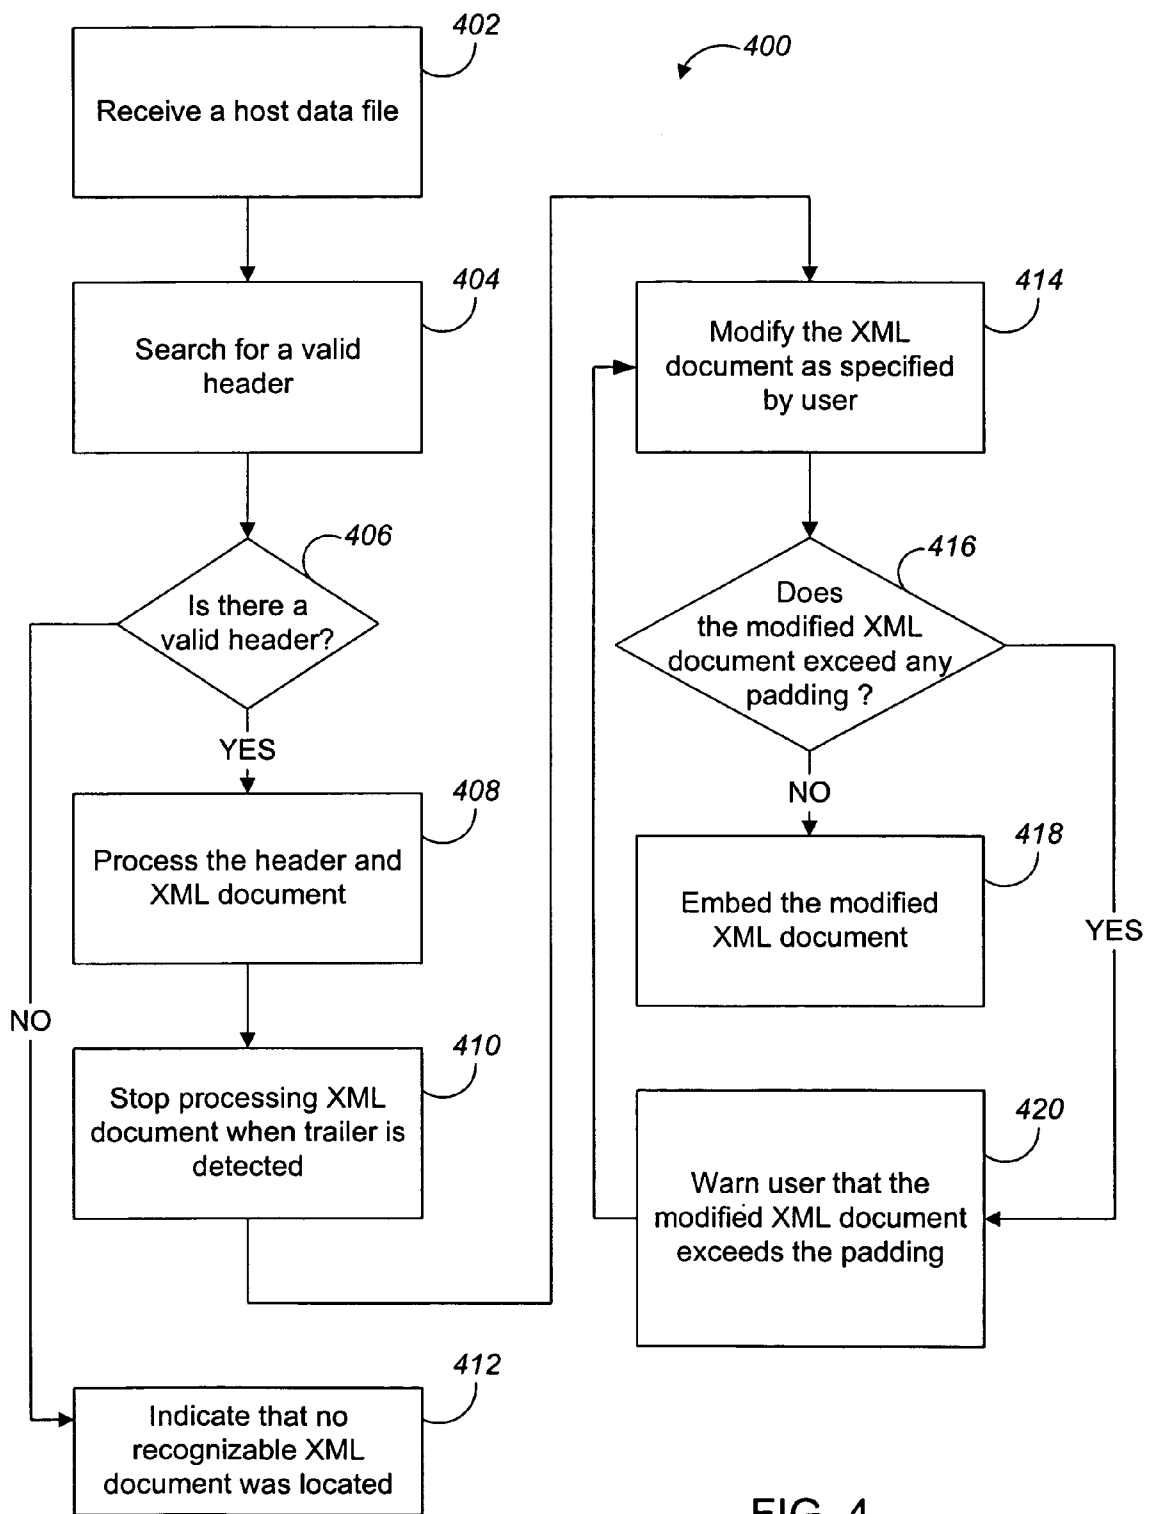 402
Receive a host data file
404
Search for a valid
header
406
Is there a
valid header?
YES
408
Process the header and
XML document
NO
410
Stop processing XML
document when trailer is
detected
412
Indicate that no
recognizable XML
document was located
400
414
Modify the XML
document as specified
by user
416
Does
the modified XML
document exceed any
padding ?
NO
418
Embed the modified
XML document
YES
420
Warn user that the
modified XML document
exceeds the padding
FIG. 4